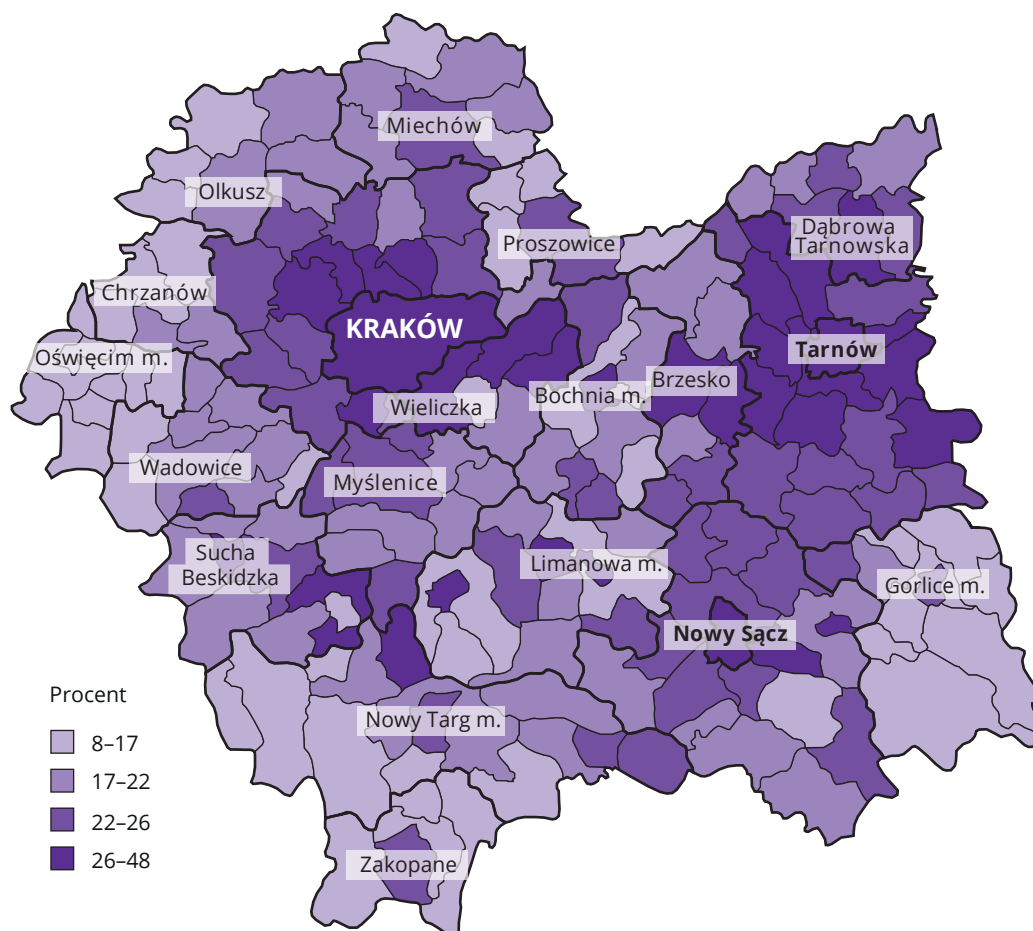 Miechów
Olkusz
Proszowice
Dąbrowa
Tarnowska
Chrzanów
KRAKÓW
Tarnów
Oświęcim m.
Brzesko
Bochnia m.
Wieliczka
Wadowice
Myślenice
Sucha
Beskidzka
Limanowa m.
Gorlice m.
Nowy Sącz
Nowy Targ m.
Zakopane
Procent
8–17
17–22
22–26
26–48